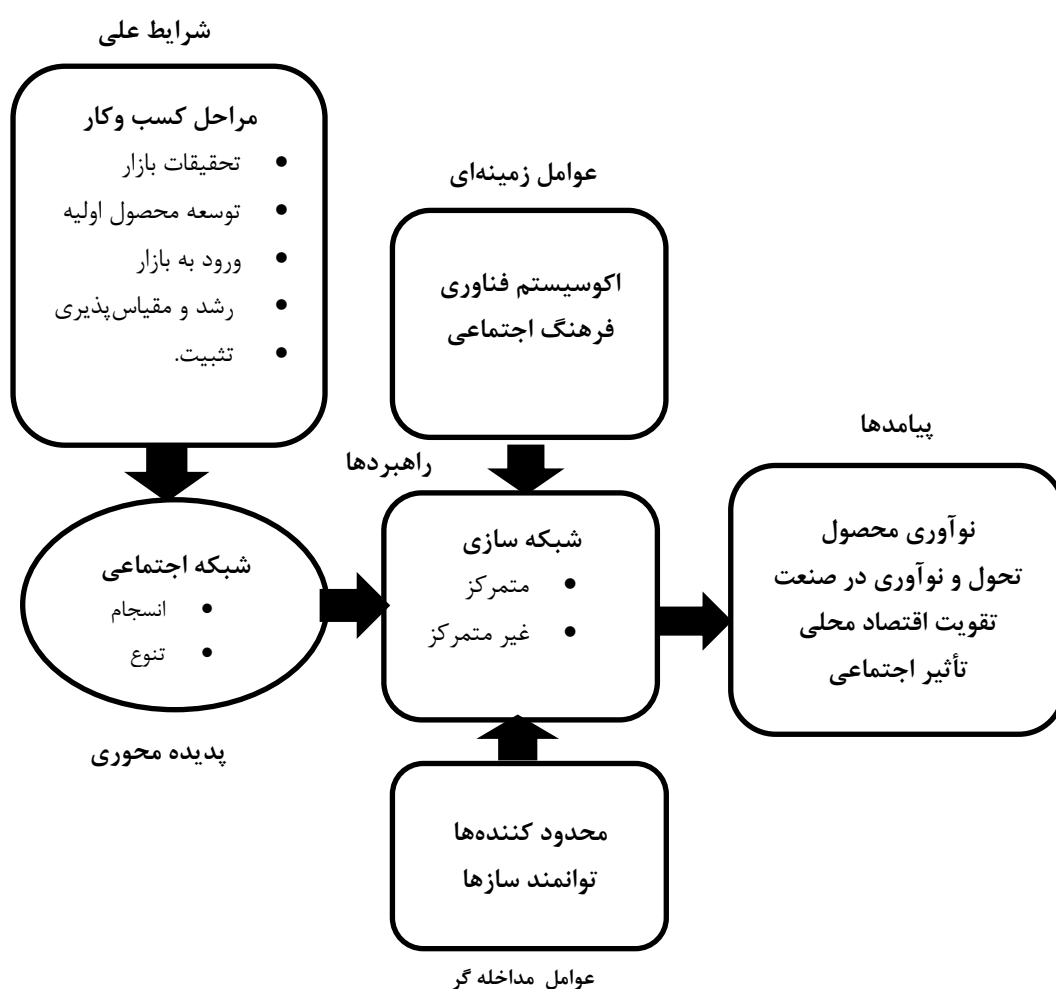 شرایط علی
مراحل کسب وکار
● تحقیقات بازار
● توسعه محصول اولیه
● ورود به بازار
● رشد و مقیاس‌پذیری
● تثبیت.
عوامل زمینه‌ای
اکوسیستم فناوری
فرهنگ اجتماعی
پیامدها
نوآوری محصول
تحول و نوآوری در صنعت
تقویت اقتصاد محلی
تأثیر اجتماعی
راهبردها
شبکه سازی
● متمرکز
● غیر متمرکز
شبکه اجتماعی
● انسجام
● تنوع
پدیده محوری
محدود کننده‌ها
توانمند سازها
عوامل مداخله گر